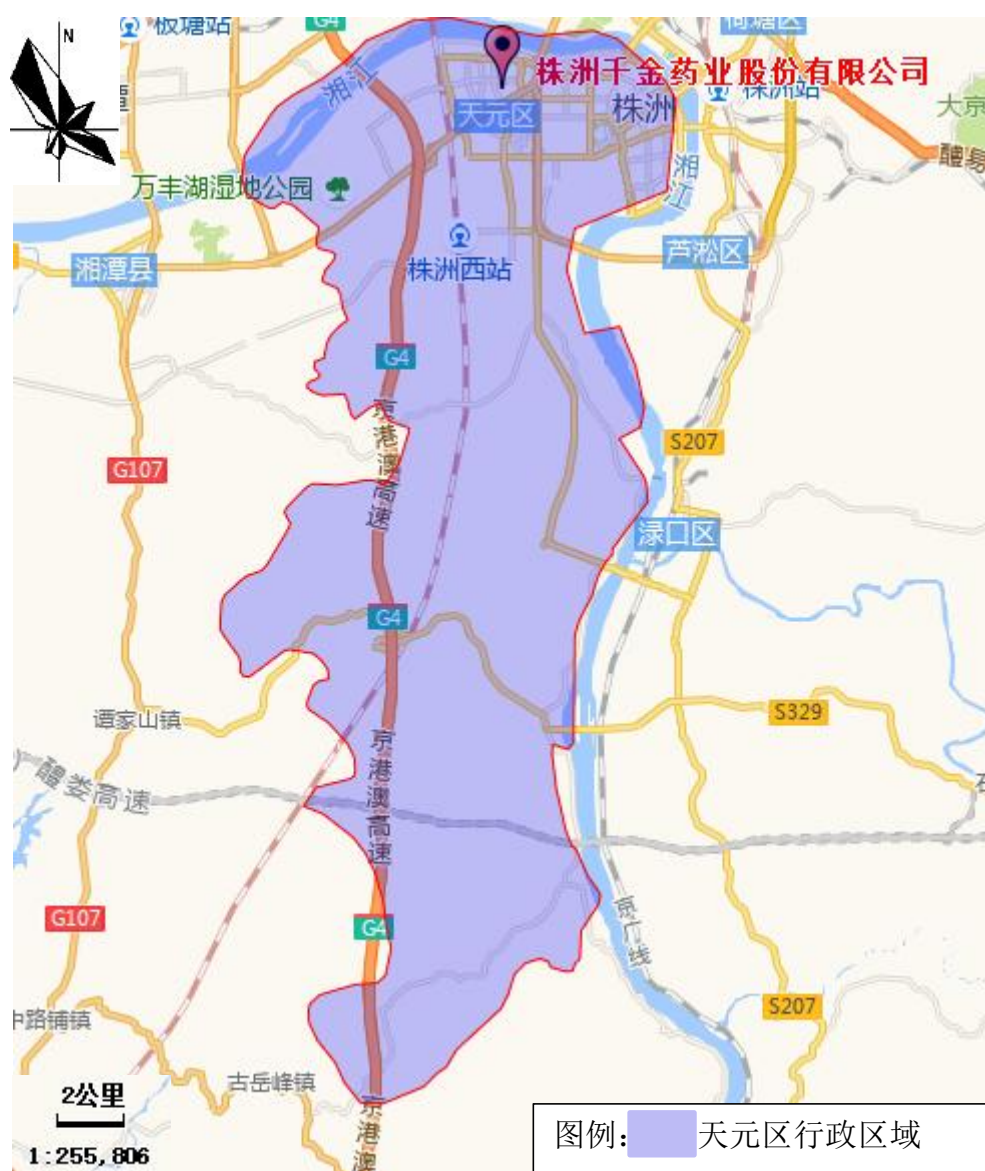 N
板塘站
G4
荷塘区
湘江
株洲千金药业股份有限公司
株洲站
天元区
株洲
大京
醴易
万丰湖湿地公园
湘江
湘潭县
株洲西站
芦淞区
G4
京港澳高速
S207
G107
渌口区
G4
谭家山镇
S329
京港澳高速
醴娄高速
石
G107
G4
京广线
S207
中路铺镇
古岳峰镇
京港澳
2公里
1:255,806
图例:
天元区行政区域